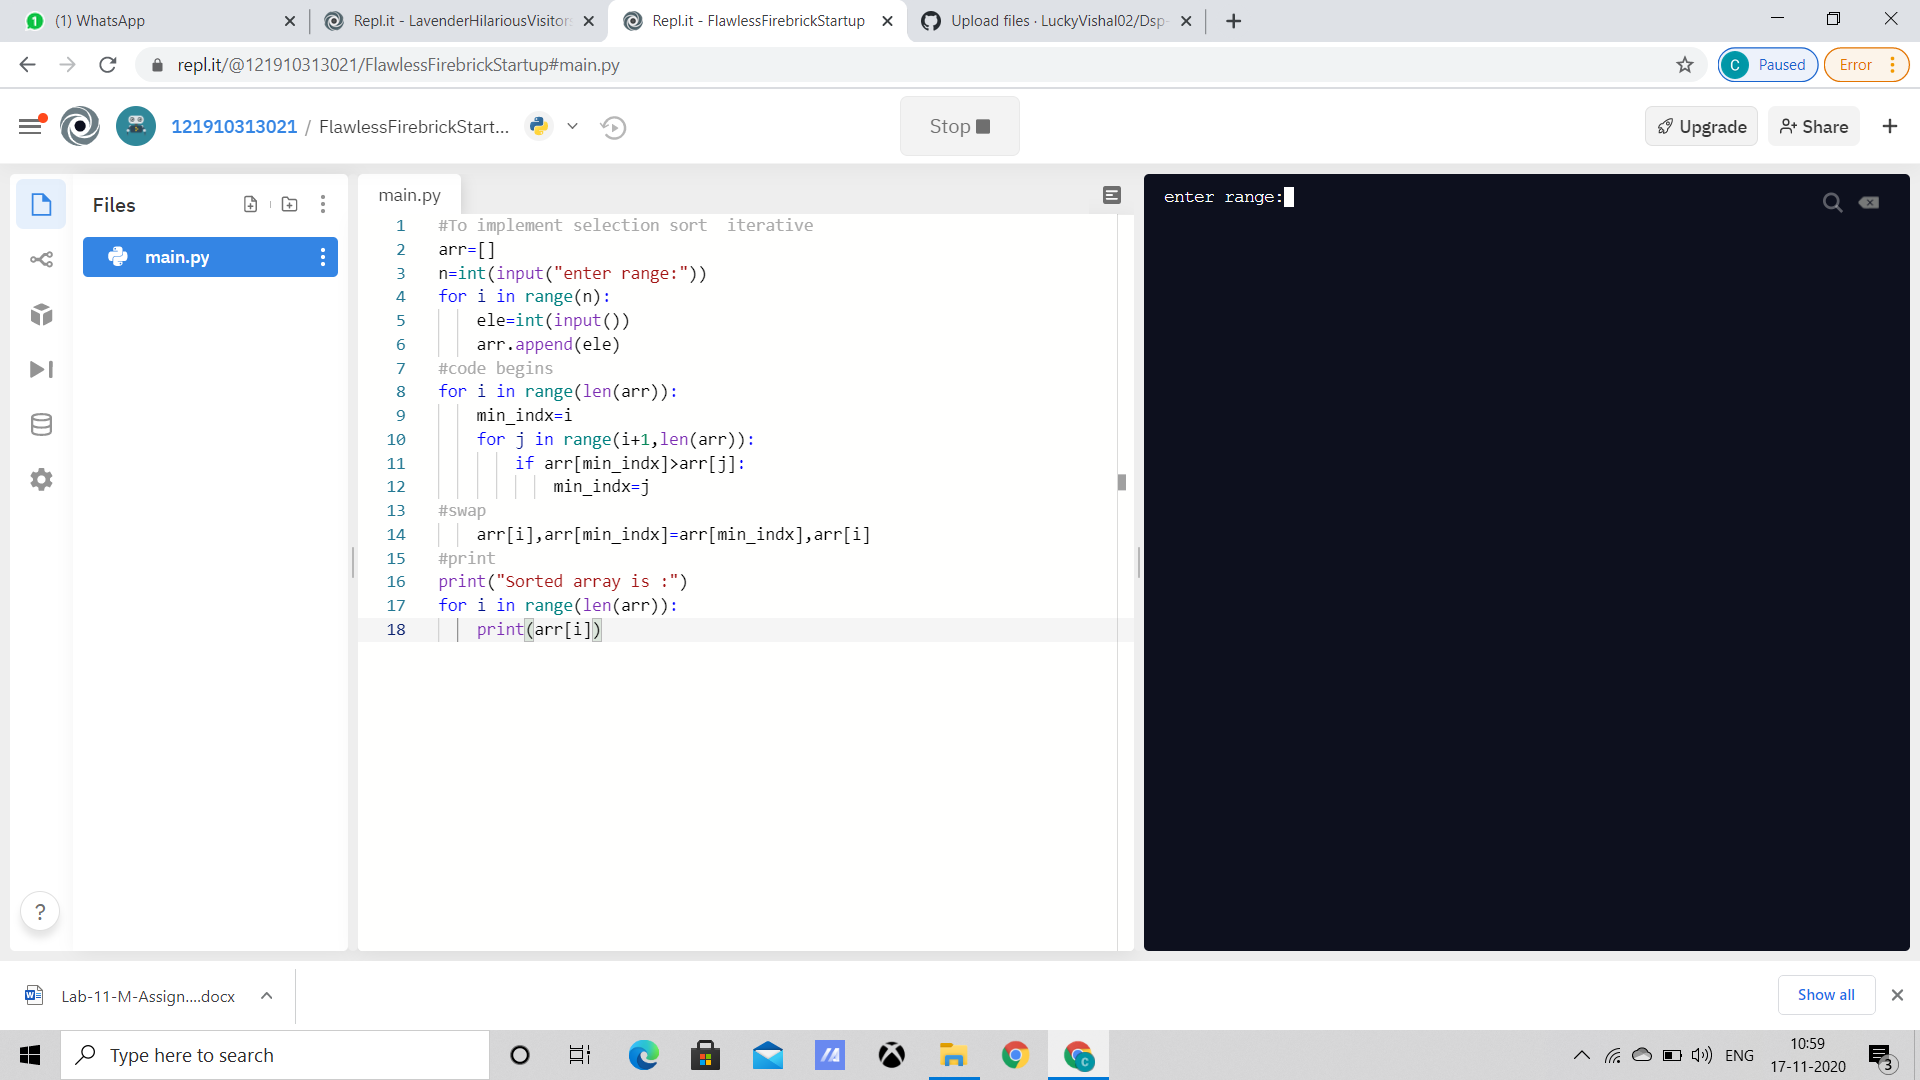 (1) WhatsApp
Repl.it - LavenderHilariousVisitors
Repl.it - FlawlessFirebrickStartup
Upload files · LuckyVishal02/Dsp-
repl.it/@121910313021/FlawlessFirebrickStartup#main.py
C Paused
Error
121910313021 / FlawlessFirebrickStart...
Stop
Upgrade
Share
Files
main.py
main.py
1 #To implement selection sort  iterative
2 arr=[]
3 n=int(input("enter range:"))
4 for i in range(n):
5     ele=int(input())
6     arr.append(ele)
7 #code begins
8 for i in range(len(arr)):
9     min_indx=i
10     for j in range(i+1,len(arr)):
11         if arr[min_indx]>arr[j]:
12             min_indx=j
13 #swap
14     arr[i],arr[min_indx]=arr[min_indx],arr[i]
15 #print
16 print("Sorted array is :")
17 for i in range(len(arr)):
18     print(arr[i])
enter range:
?
Lab-11-M-Assign....docx
Show all
Type here to search
ENG
10:59
17-11-2020
3